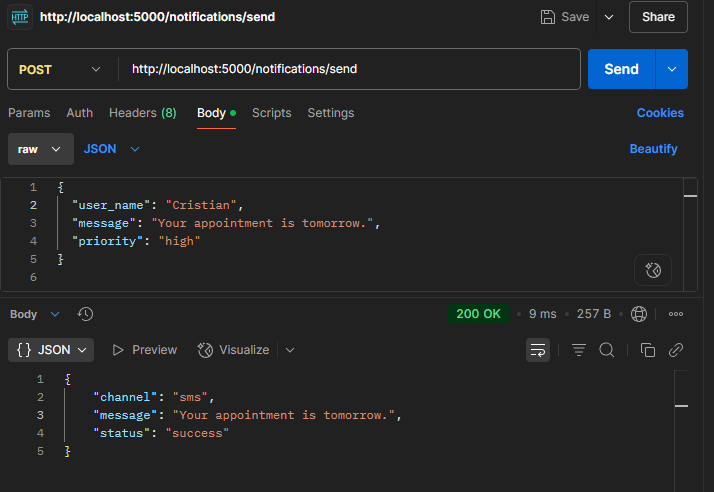 HTTP http://localhost:5000/notifications/send Save Share
POST http://localhost:5000/notifications/send Send
Params Auth Headers (8) Body Scripts Settings Cookies
raw JSON Beautify
1 {
2 "user_name": "Cristian",
3 "message": "Your appointment is tomorrow.",
4 "priority": "high"
5 }
6
Body 200 OK 9 ms 257 B
{} JSON Preview Visualize
1 {
2 "channel": "sms",
3 "message": "Your appointment is tomorrow.",
4 "status": "success"
5 }